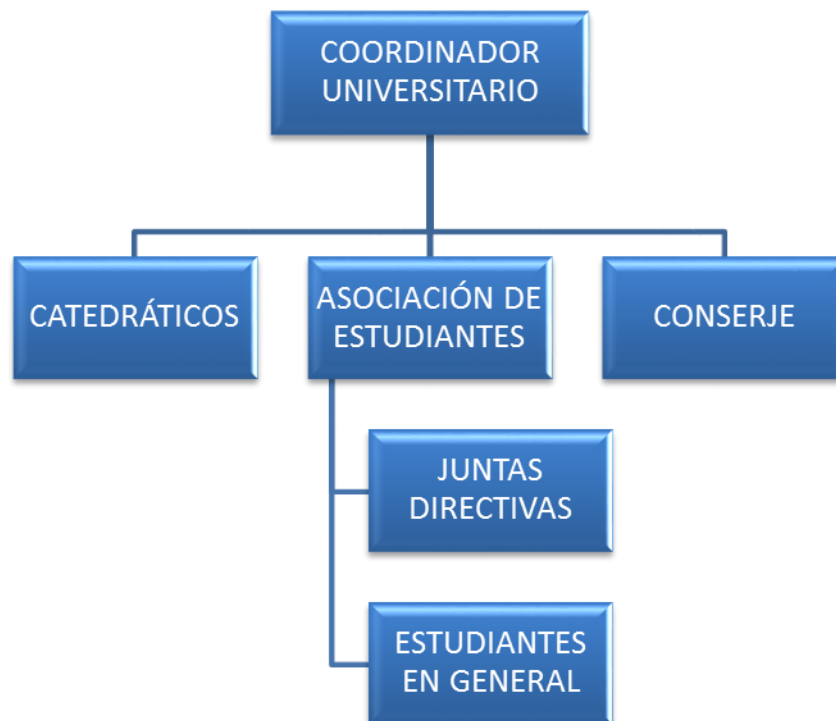 COORDINADOR
UNIVERSITARIO
CATEDRÁTICOS
ASOCIACIÓN DE
ESTUDIANTES
CONSERJE
JUNTAS
DIRECTIVAS
ESTUDIANTES
EN GENERAL